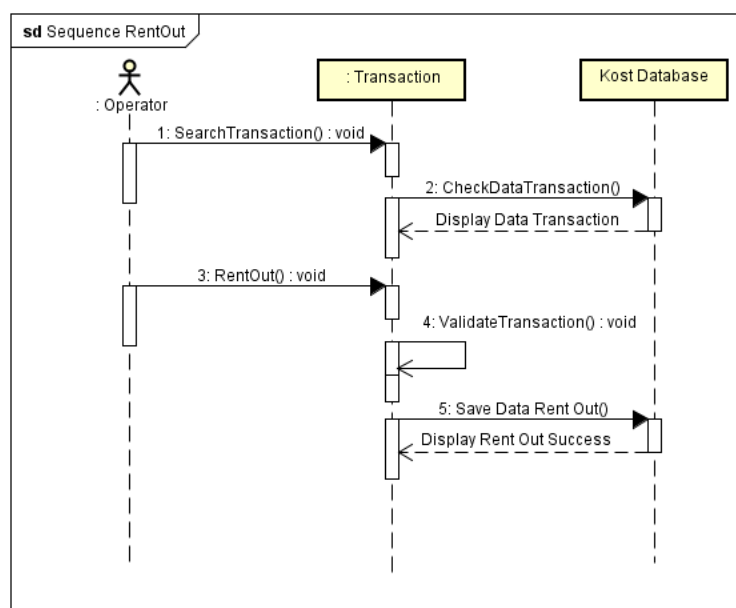 sd Sequence RentOut
: Operator
: Transaction
Kost Database
1: SearchTransaction() : void
2: CheckDataTransaction()
Display Data Transaction
3: RentOut() : void
4: ValidateTransaction() : void
5: Save Data Rent Out()
Display Rent Out Success